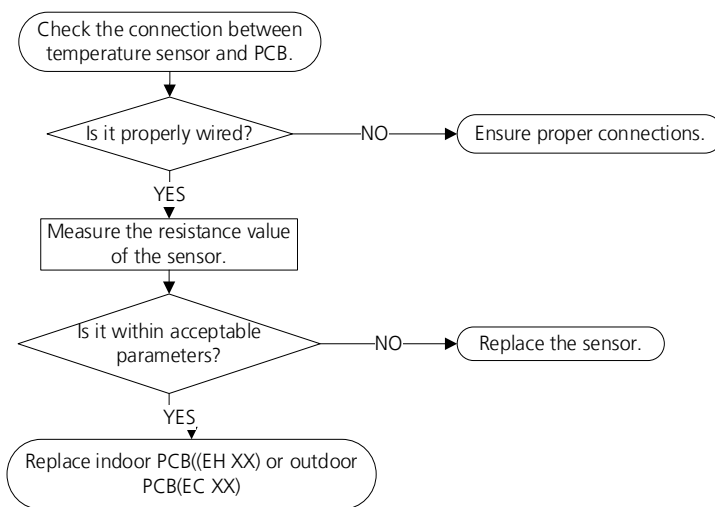 Check the connection between
temperature sensor and PCB.
Is it properly wired?
NO
Ensure proper connections.
YES
Measure the resistance value
of the sensor.
Is it within acceptable
parameters?
NO
Replace the sensor.
YES
Replace indoor PCB((EH XX) or outdoor
PCB(EC XX)